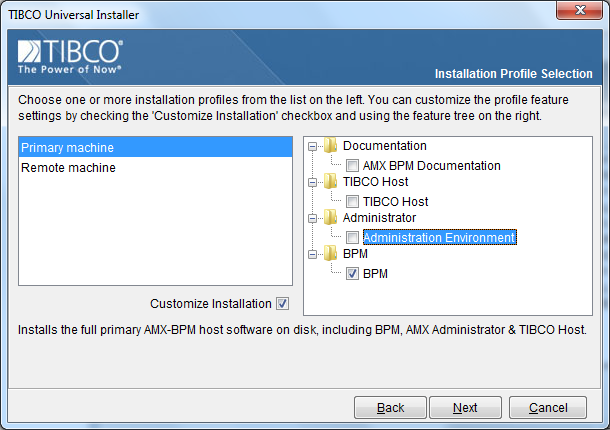 TIBCO Universal Installer
TIBCO®
The Power of Now®
Installation Profile Selection
Choose one or more installation profiles from the list on the left. You can customize the profile feature
settings by checking the 'Customize Installation' checkbox and using the feature tree on the right.
Primary machine
Remote machine
Customize Installation
Documentation
AMX BPM Documentation
TIBCO Host
TIBCO Host
Administrator
Administration Environment
BPM
BPM
Installs the full primary AMX-BPM host software on disk, including BPM, AMX Administrator & TIBCO Host.
Back
Next
Cancel